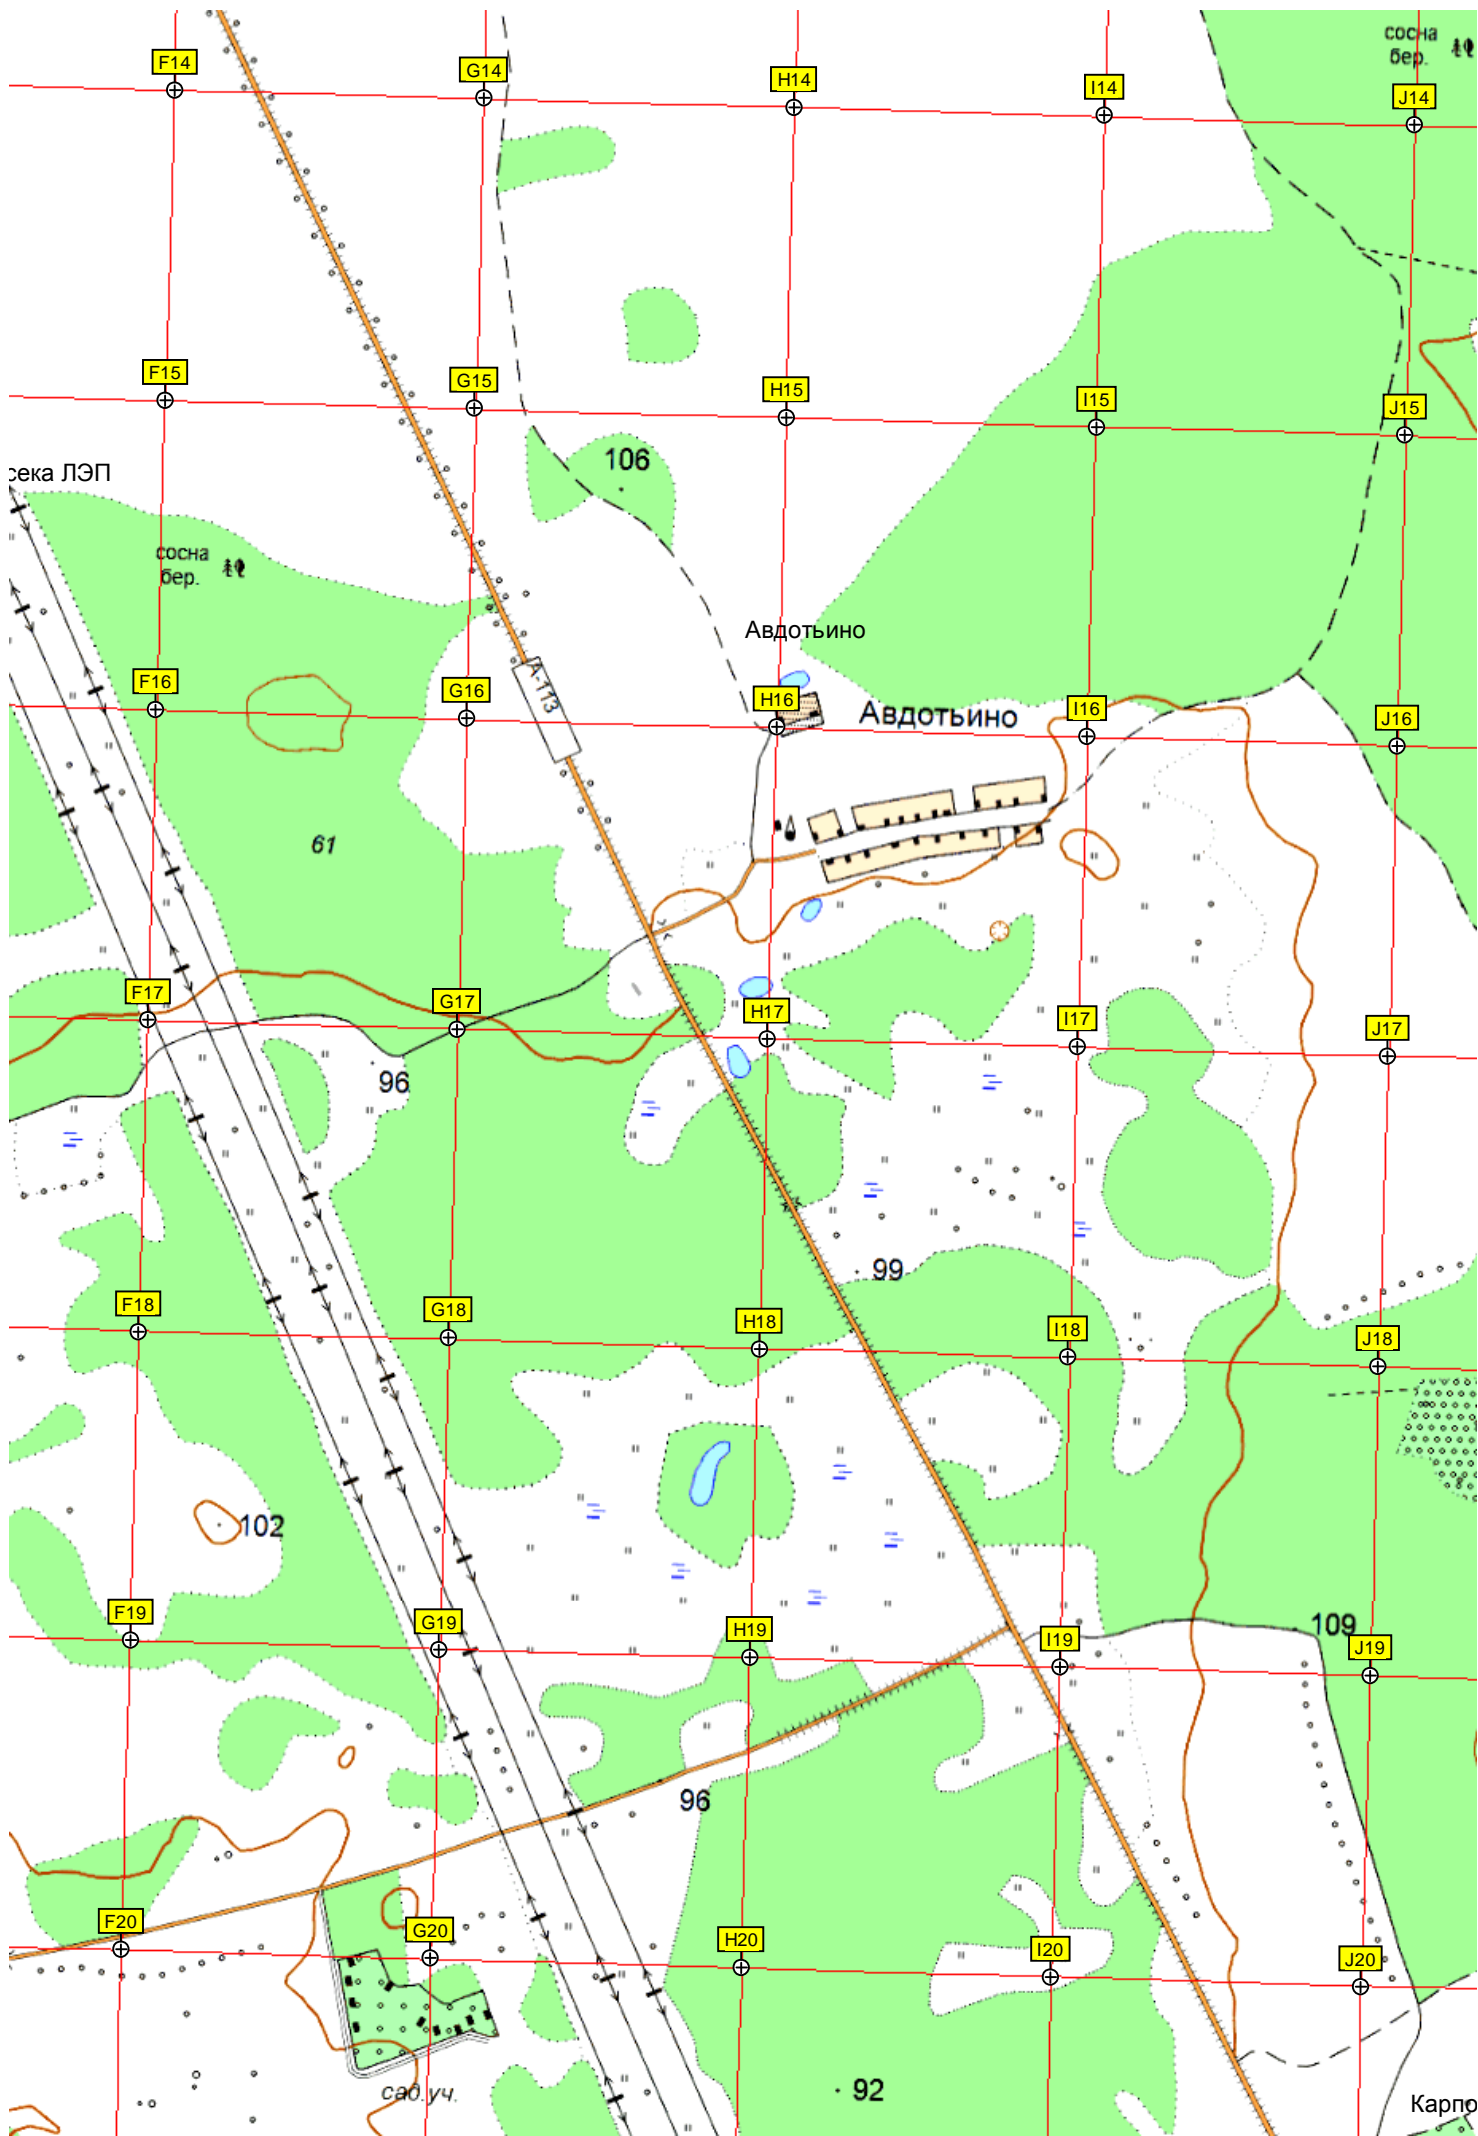 сосна
бер.
F14
G14
H14
I14
J14
F15
G15
H15
I15
J15
106
сека ЛЭП
сосна
бер.
Авдотьино
F16
G16
А-113
H16
Авдотьино
I16
J16
61
F17
G17
H17
I17
J17
96
99
F18
G18
H18
I18
J18
102
F19
G19
H19
I19
109
J19
96
F20
G20
H20
I20
J20
92
сад.уч.
Карпо